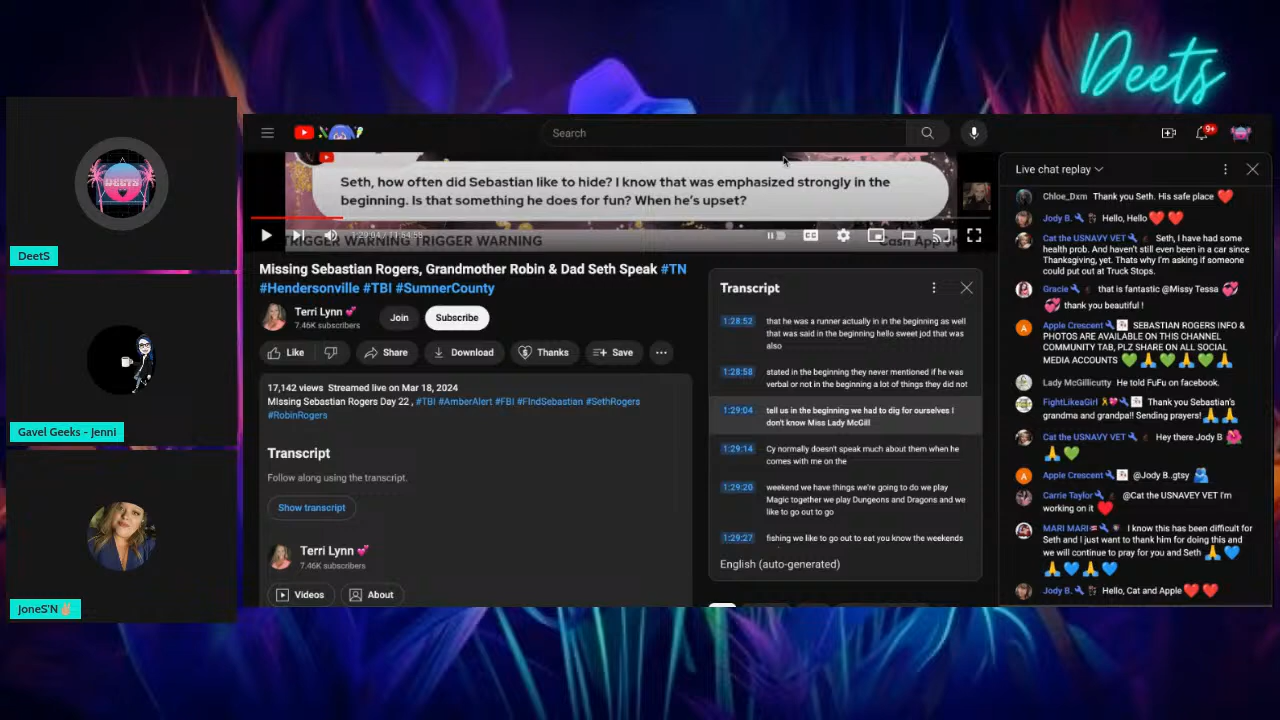 Deets
DEETS
DeetS
Gavel Geeks - Jenni
JoneS'N ✌🏼
Search
9+
Seth, how often did Sebastian like to hide? I know that was emphasized strongly in the
beginning. Is that something he does for fun? When he's upset?
TRIGGER WARNING TRIGGER WARNING
Missing Sebastian Rogers, Grandmother Robin & Dad Seth Speak #TN
#Hendersonville #TBI #SumnerCounty
Terri Lynn 💕
7.46K subscribers
Join
Subscribe
Like
Share
Download
Thanks
Save
17,142 views Streamed live on Mar 18, 2024
Missing Sebastian Rogers Day 22 , #TBI #AmberAlert #FBI #FIndSebastian #SethRogers
#RobinRogers
Transcript
Follow along using the transcript.
Show transcript
Terri Lynn 💕
7.46K subscribers
Videos
About
Transcript
1:28:52
that he was a runner actually in in the beginning as well
that was said in the beginning hello sweet jod that was
also
1:28:58
stated in the beginning they never mentioned if he was
verbal or not in the beginning a lot of things they did not
1:29:04
tell us in the beginning we had to dig for ourselves I
don't know Miss Lady McGill
1:29:14
Cy normally doesn't speak much about them when he
comes with me on the
1:29:20
weekend we have things we're going to do we play
Magic together we play Dungeons and Dragons and we
like to go out to go
1:29:27
fishing we like to go out to eat you know the weekends
English (auto-generated)
Live chat replay
Chloe_Dxm Thank you Seth. His safe place ❤️
Jody B. Hello, Hello ❤️ ❤️
Cat the USNAVY VET Seth, I have had some
health prob. And haven't still even been in a car since
Thanksgiving, yet. Thats why I'm asking if someone
could put out at Truck Stops.
Gracie that is fantastic @Missy Tessa 💞
💞 thank you beautiful !
Apple Crescent SEBASTIAN ROGERS INFO &
PHOTOS ARE AVAILABLE ON THIS CHANNEL
COMMUNITY TAB, PLZ SHARE ON ALL SOCIAL
MEDIA ACCOUNTS 💚 🙏 💚 🙏 💚 🙏
Lady McGillicutty He told FuFu on facebook.
FightLikeaGirl Thank you Sebastian's
grandma and grandpa!! Sending prayers! 🙏 🙏
Cat the USNAVY VET Hey there Jody B 🌺
🙏 💚
Apple Crescent @Jody B..gtsy 🫂
Carrie Taylor @Cat the USNAVEY VET I'm
working on it ❤️
MARI MARI I know this has been difficult for
Seth and I just want to thank him for doing this and
we will continue to pray for you and Seth 🙏 💙
🙏 💙 🙏 💙
Jody B. Hello, Cat and Apple ❤️ ❤️